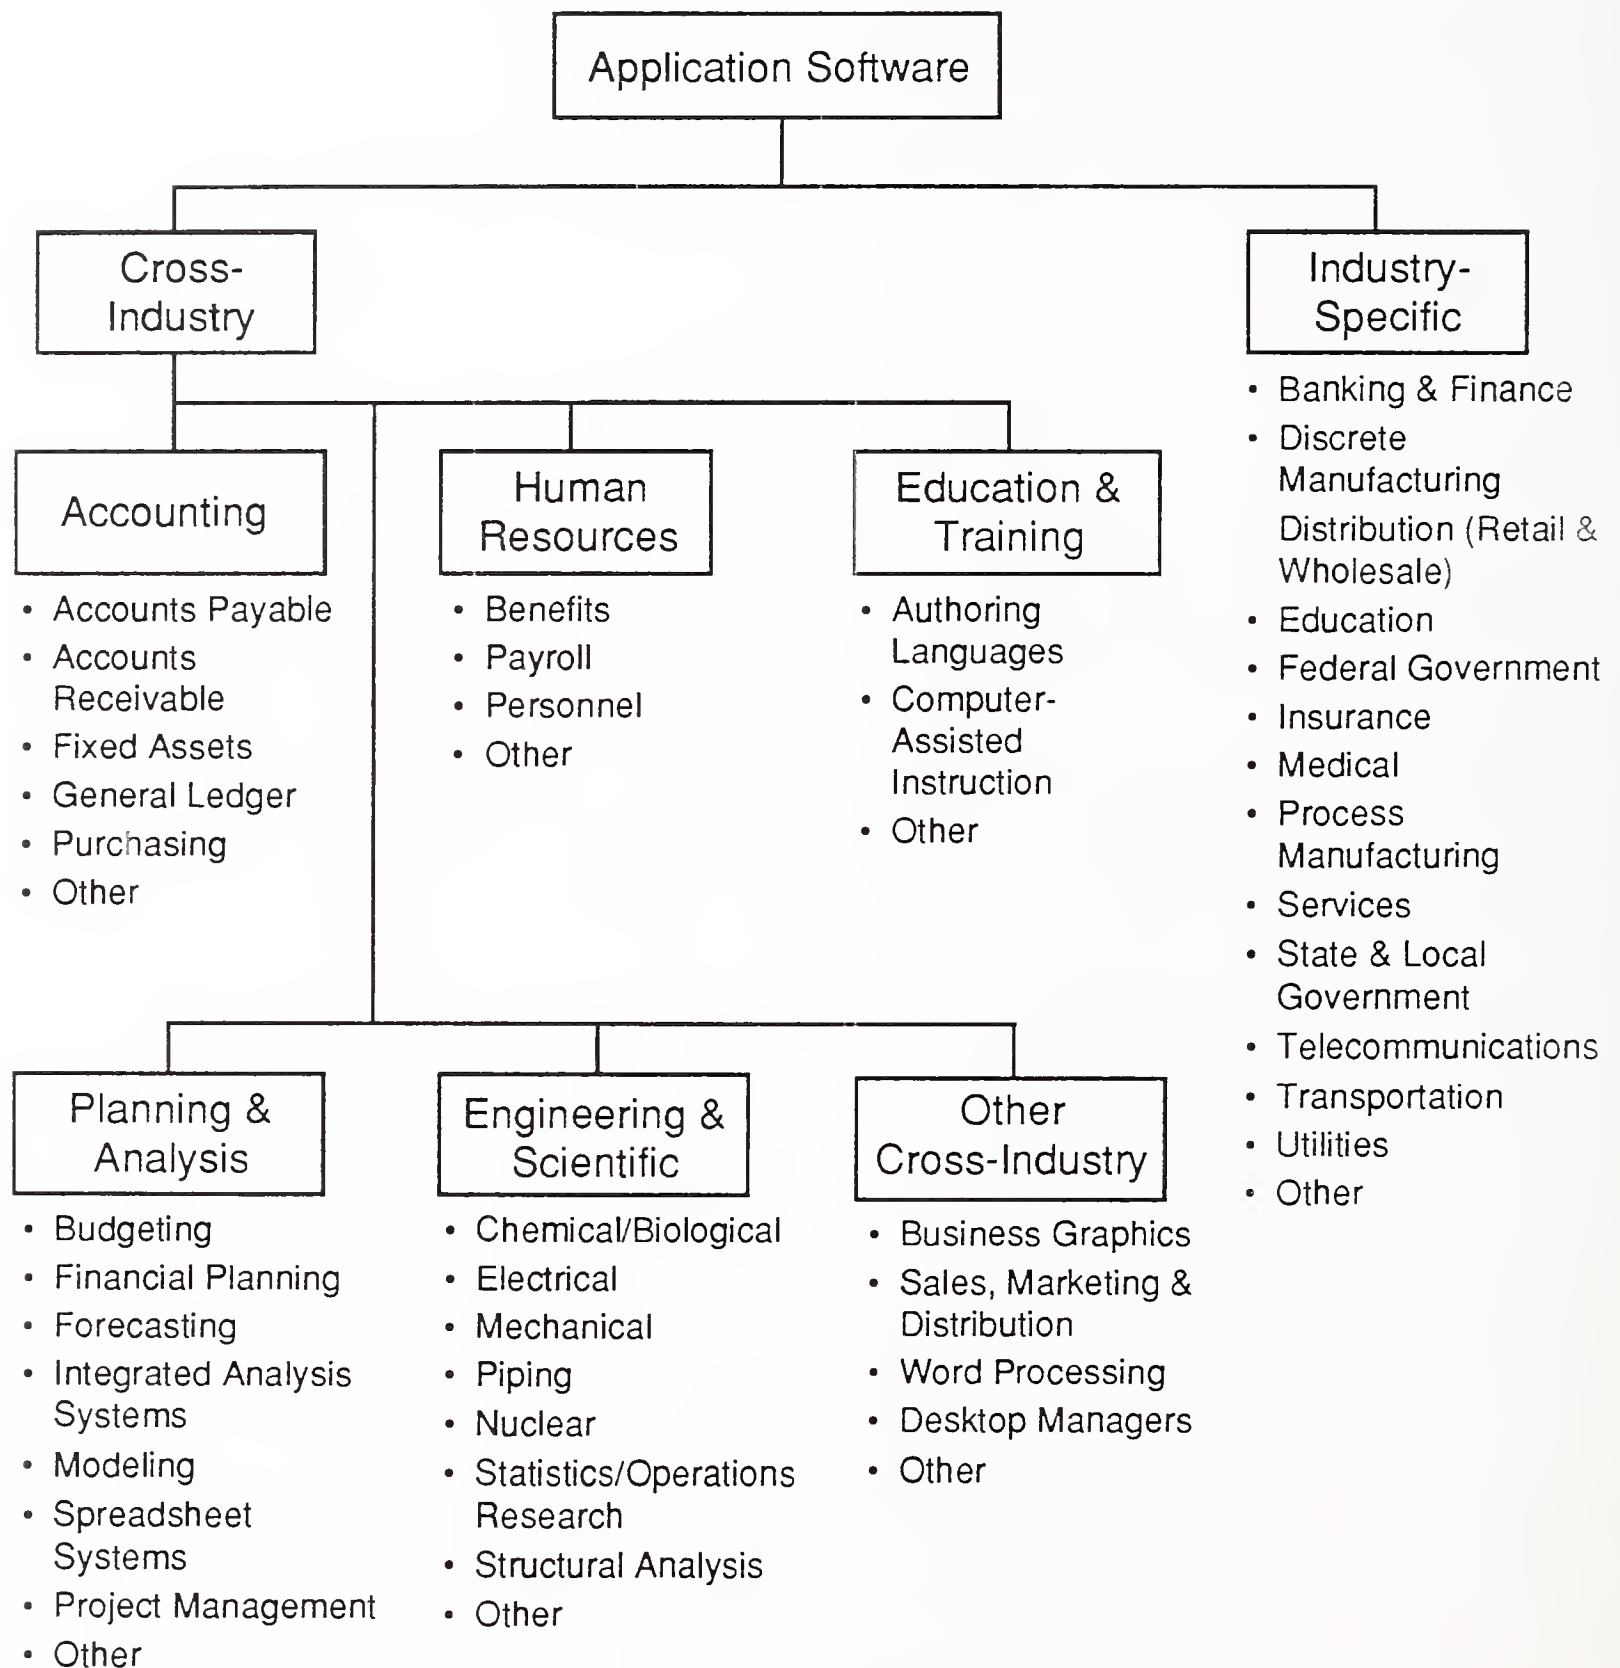 Application Software
Cross-
Industry
Industry-
Specific
• Banking & Finance
• Discrete
Manufacturing
Distribution (Retail &
Wholesale)
• Education
• Federal Government
• Insurance
• Medical
• Process
Manufacturing
• Services
• State & Local
Government
• Telecommunications
• Transportation
• Utilities
• Other
Accounting
• Accounts Payable
• Accounts
Receivable
• Fixed Assets
• General Ledger
• Purchasing
• Other
Human
Resources
• Benefits
• Payroll
• Personnel
• Other
Education &
Training
• Authoring
Languages
• Computer-
Assisted
Instruction
• Other
Planning &
Analysis
• Budgeting
• Financial Planning
• Forecasting
• Integrated Analysis
Systems
• Modeling
• Spreadsheet
Systems
• Project Management
• Other
Engineering &
Scientific
• Chemical/Biological
• Electrical
• Mechanical
• Piping
• Nuclear
• Statistics/Operations
Research
• Structural Analysis
• Other
Other
Cross-Industry
• Business Graphics
• Sales, Marketing &
Distribution
• Word Processing
• Desktop Managers
• Other